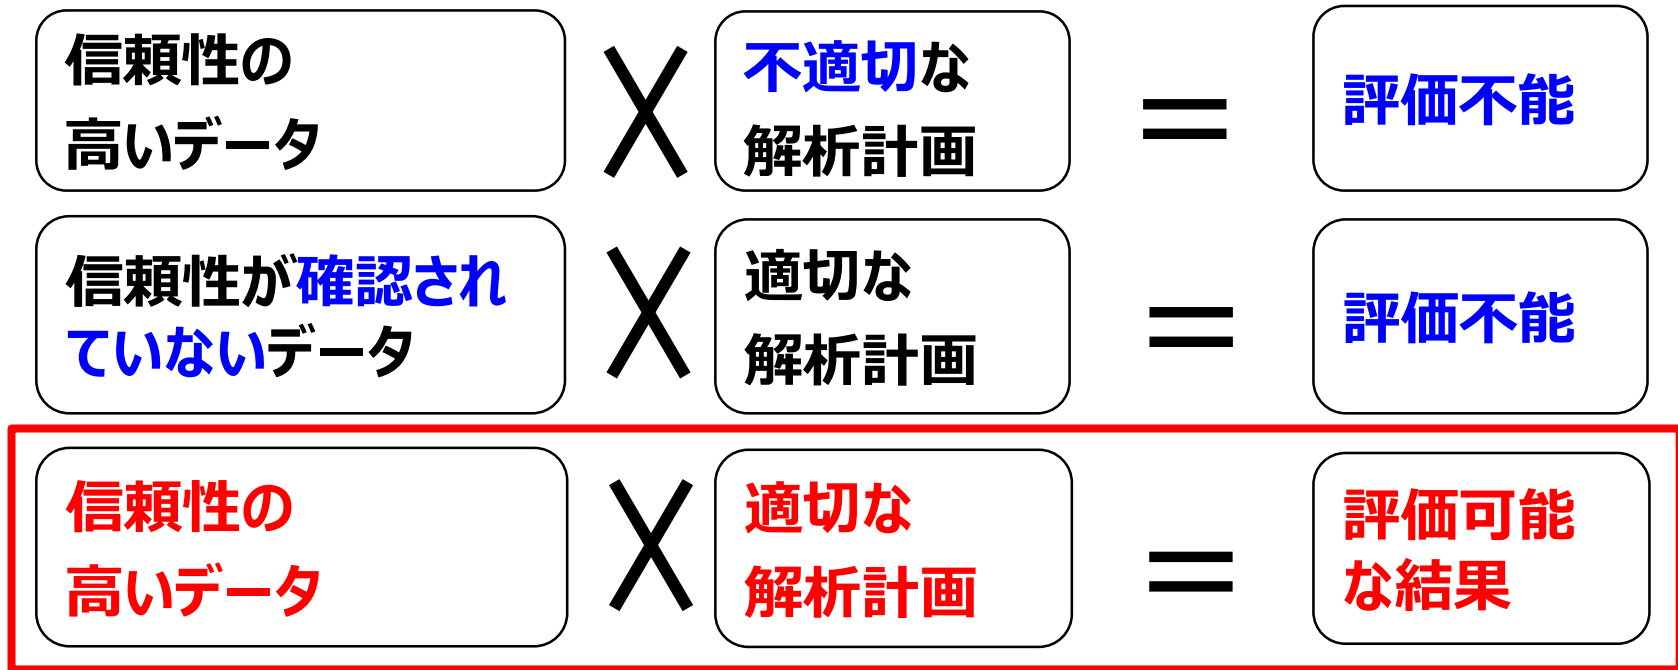 信頼性の
高いデータ
×
不適切な
解析計画
＝
評価不能
信頼性が確認され
ていないデータ
×
適切な
解析計画
＝
評価不能
信頼性の
高いデータ
×
適切な
解析計画
＝
評価可能
な結果